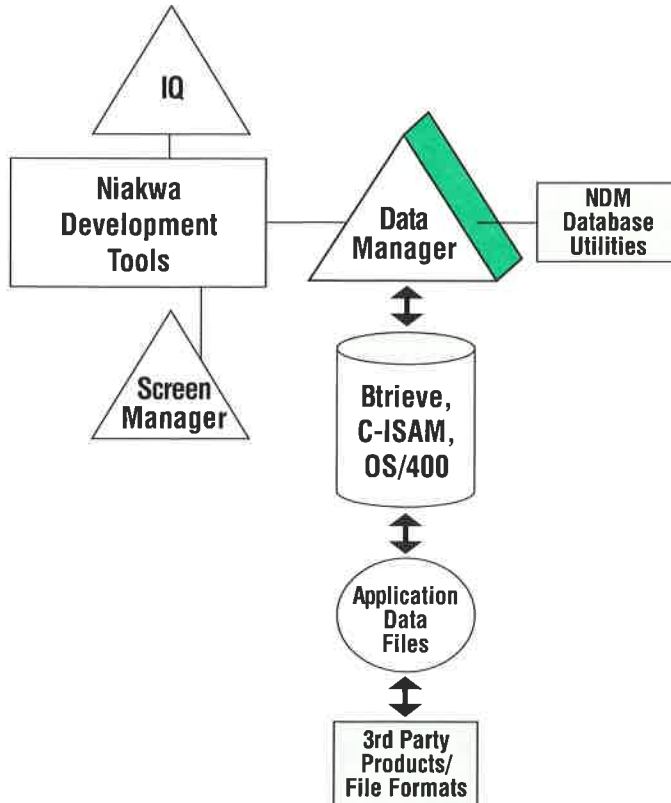 IQ
Niakwa
Development
Tools
Data
Manager
NDM
Database
Utilities
Screen
Manager
Btrieve,
C-ISAM,
OS/400
Application
Data
Files
3rd Party
Products/
File Formats